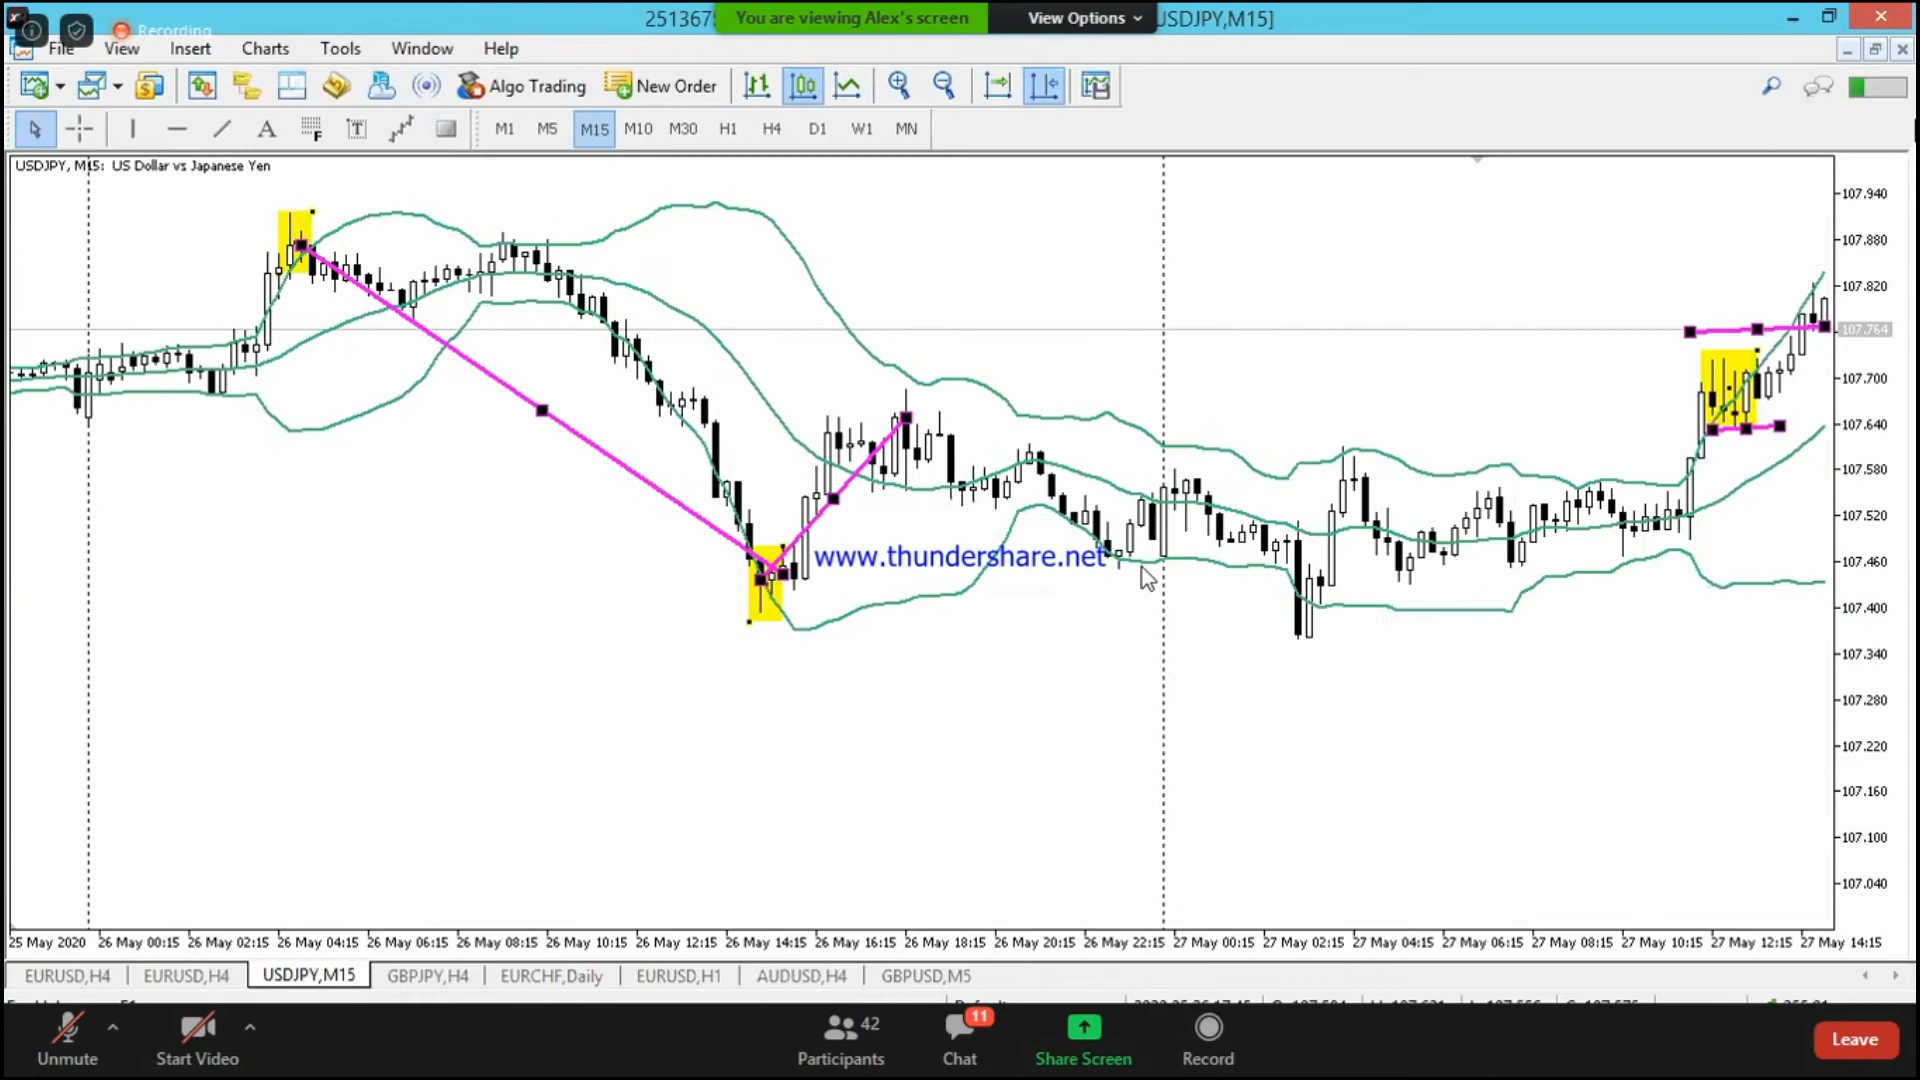 2513675
You are viewing Alex's screen
View Options
USDJPY,M15]
Recording
File View Insert Charts Tools Window Help
Algo Trading New Order
M1 M5 M15 M10 M30 H1 H4 D1 W1 MN
USDJPY, M15: US Dollar vs Japanese Yen
107.940
107.880
107.820
107.764
107.700
107.640
107.580
107.520
107.460
107.400
107.340
107.280
107.220
107.160
107.100
107.040
www.thundershare.net
25 May 2020 26 May 00:15 26 May 02:15 26 May 04:15 26 May 06:15 26 May 08:15 26 May 10:15 26 May 12:15 26 May 14:15 26 May 16:15 26 May 18:15 26 May 20:15 26 May 22:15 27 May 00:15 27 May 02:15 27 May 04:15 27 May 06:15 27 May 08:15 27 May 10:15 27 May 12:15 27 May 14:15
EURUSD,H4 EURUSD,H4 USDJPY,M15 GBPJPY,H4 EURCHF,Daily EURUSD,H1 AUDUSD,H4 GBPUSD,M5
42 11
Unmute Start Video Participants Chat Share Screen Record Leave